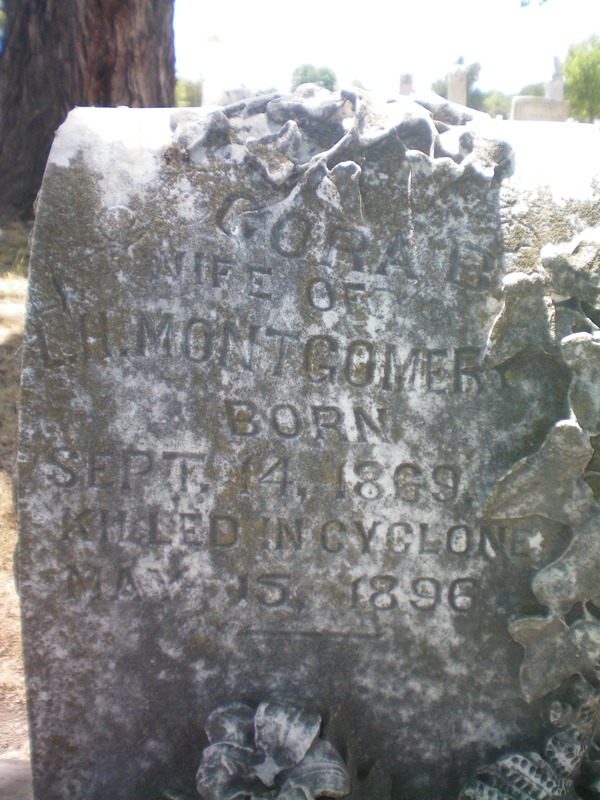 CORA B.
WIFE OF
L.H. MONTGOMERY
BORN
SEPT. 14, 1869.
KILLED IN CYCLONE
MAY, 15, 1896